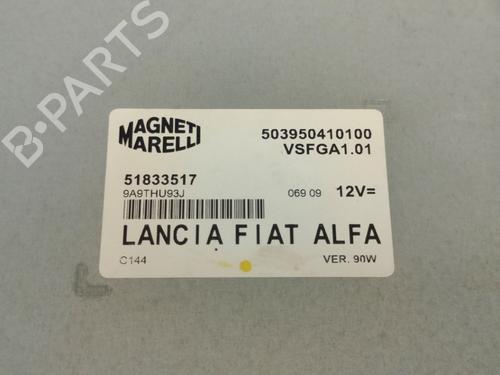 B-PARTS
MAGNETI
MARELLI
503950410100
VSFGA1.01
51833517
9A9THU93J
069 09
12V=
LANCIA FIAT ALFA
C144
VER. 90W